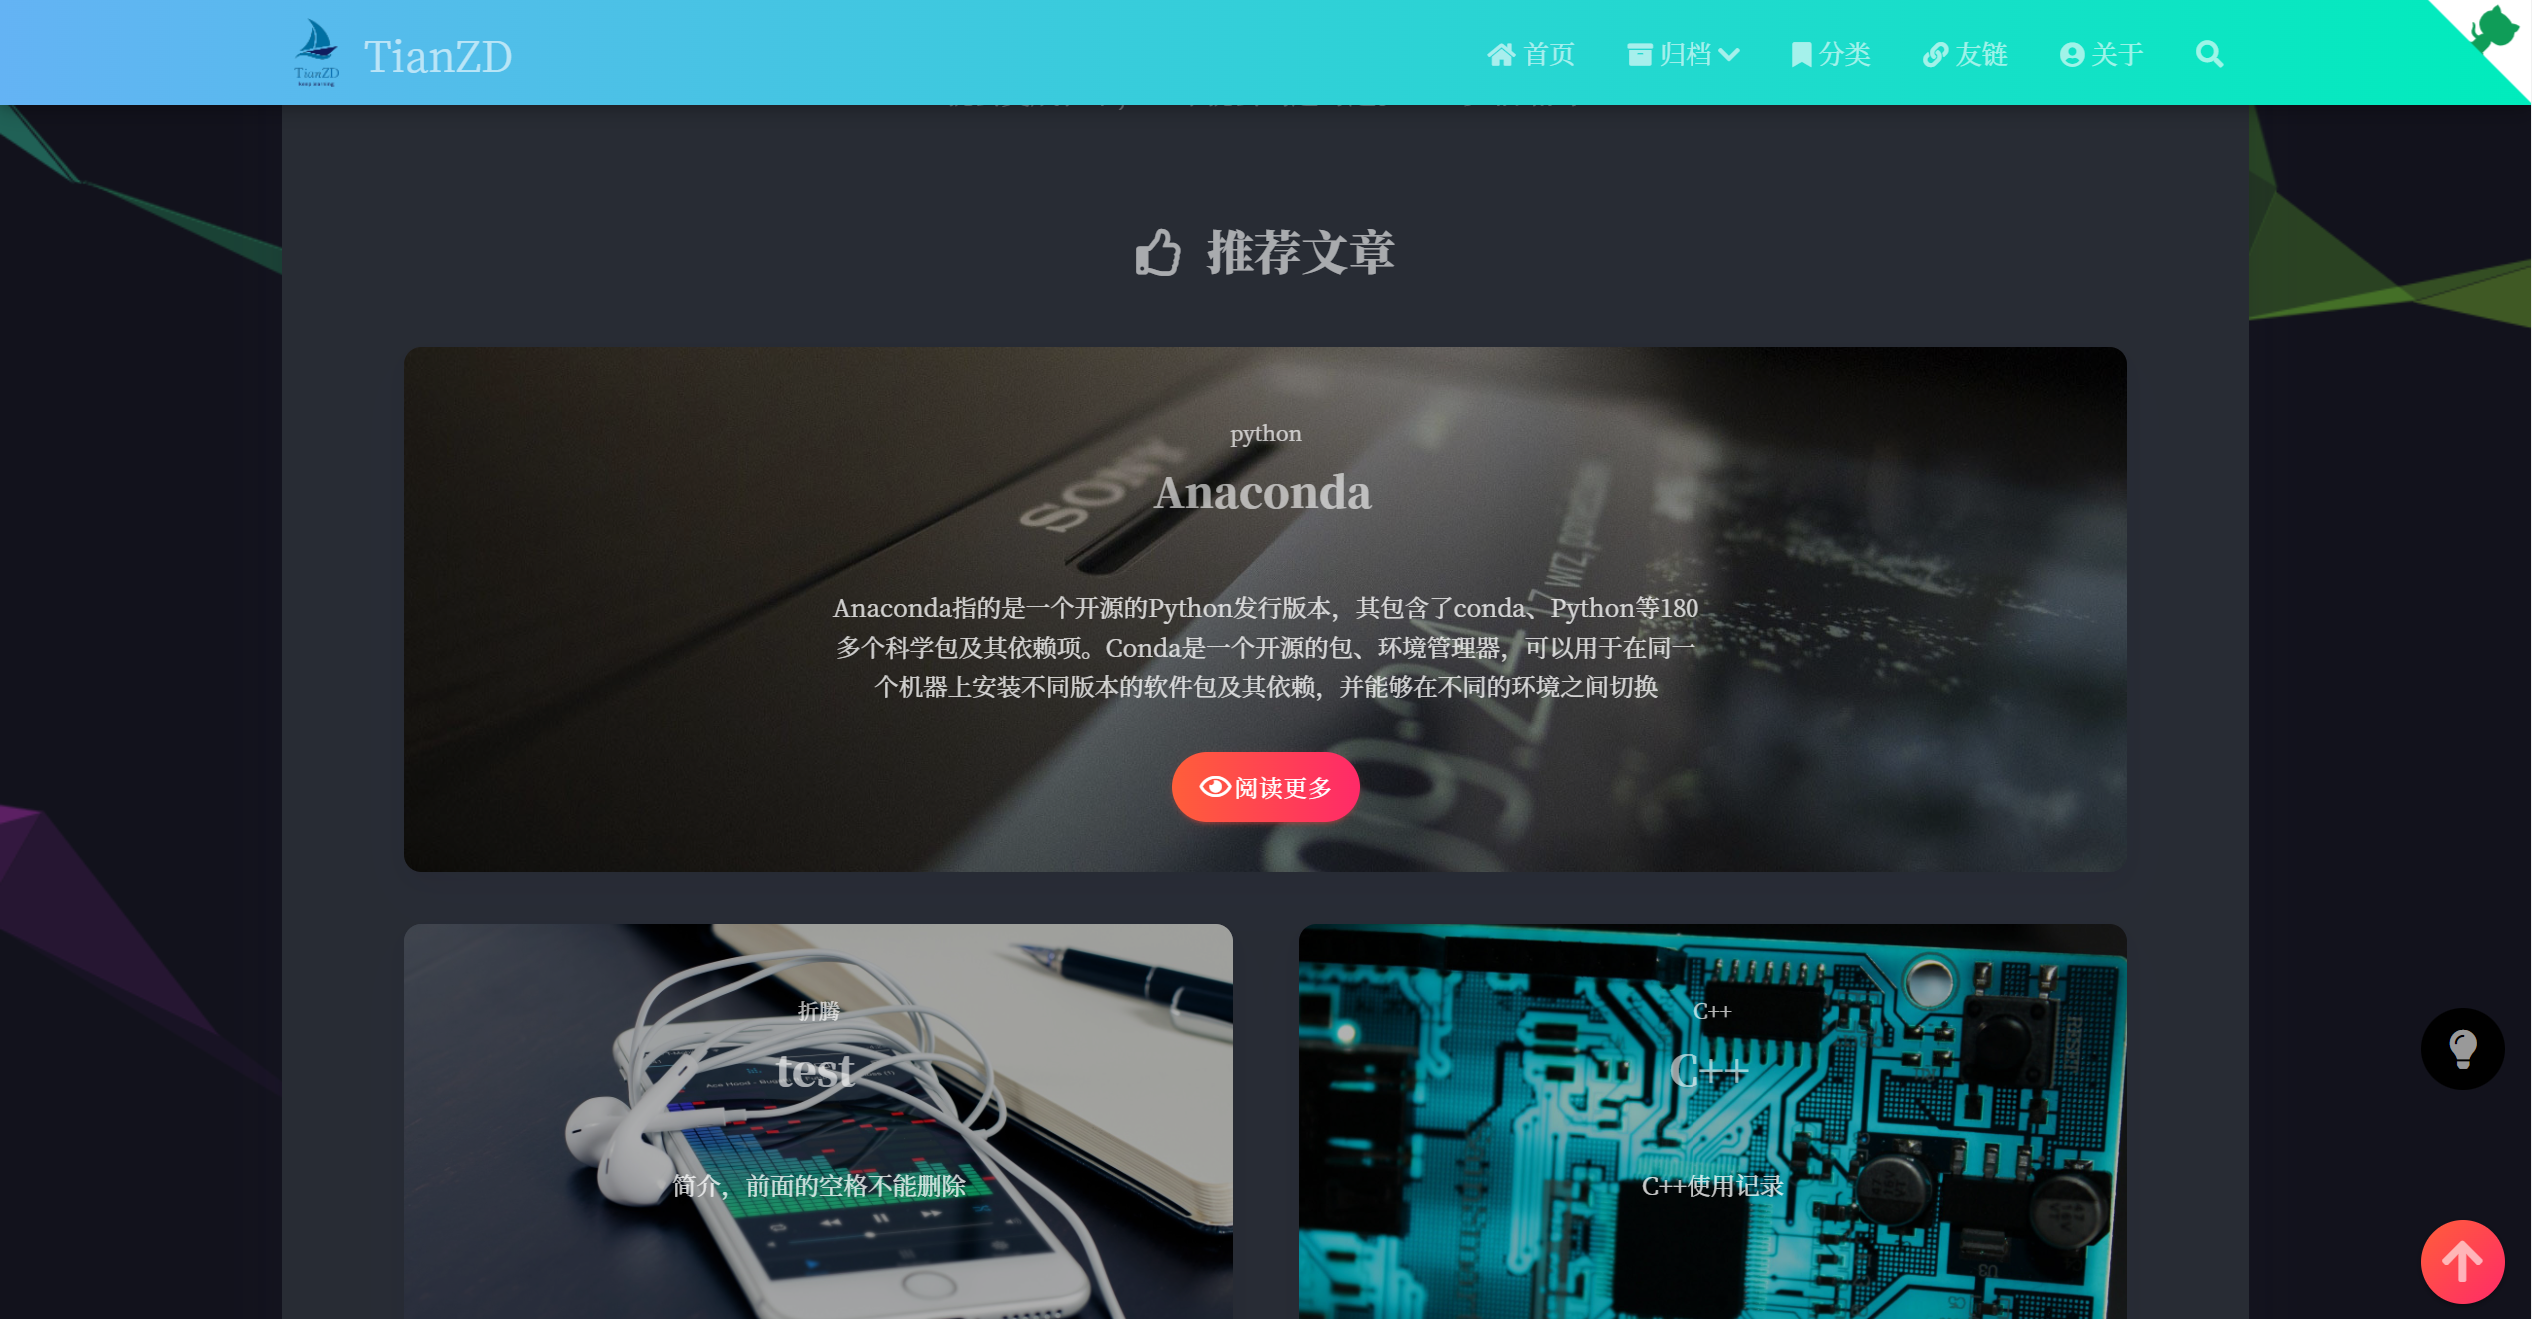 TianZD
TianZD
首页
归档
分类
友链
关于
推荐文章
python
Anaconda
SONY
Anaconda指的是一个开源的Python发行版本，其包含了conda、Python等180
多个科学包及其依赖项。Conda是一个开源的包、环境管理器，可以用于在同一
个机器上安装不同版本的软件包及其依赖，并能够在不同的环境之间切换
阅读更多
折腾
test
简介，前面的空格不能删除
C++
C++
RESET
C++使用记录
U3